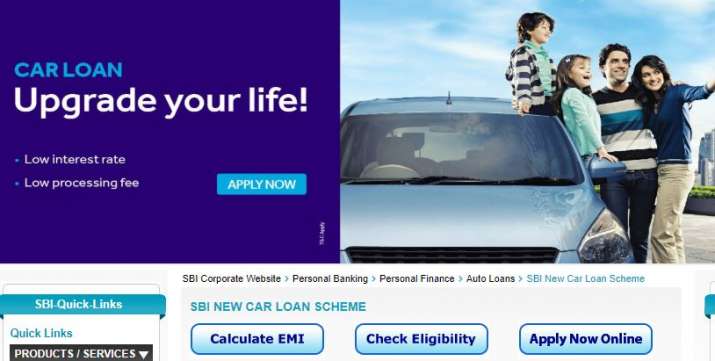 CAR LOAN
Upgrade your life!
• Low interest rate
• Low processing fee
APPLY NOW
T&C Apply
SBI Corporate Website > Personal Banking > Personal Finance > Auto Loans > SBI New Car Loan Scheme
SBI-Quick-Links
SBI NEW CAR LOAN SCHEME
Quick Links
Calculate EMI
Check Eligibility
Apply Now Online
PRODUCTS / SERVICES